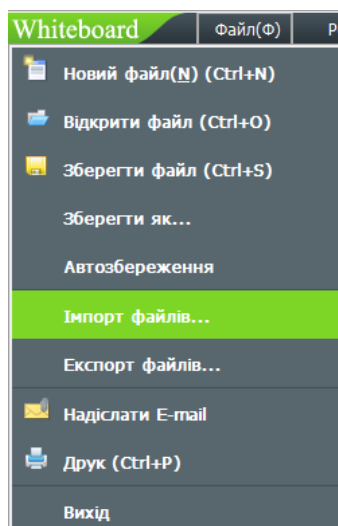 Whiteboard Файл(Ф) Р
Новий файл(N) (Ctrl+N)
Відкрити файл (Ctrl+O)
Зберегти файл (Ctrl+S)
Зберегти як...
Автозбереження
Імпорт файлів...
Експорт файлів...
Надіслати E-mail
Друк (Ctrl+P)
Вихід